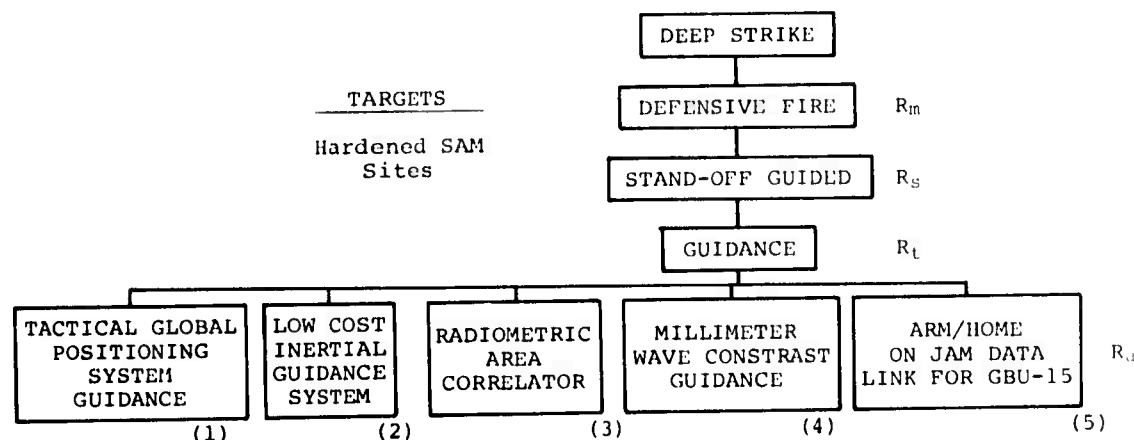 DEEP STRIKE
TARGETS
DEFENSIVE FIRE
Rm
Hardened SAM
Sites
STAND-OFF GUIDED
Rs
GUIDANCE
Rt
TACTICAL GLOBAL
POSITIONING
SYSTEM
GUIDANCE
(1)
LOW COST
INERTIAL
GUIDANCE
SYSTEM
(2)
RADIOMETRIC
AREA
CORRELATOR
(3)
MILLIMETER
WAVE CONSTRAST
GUIDANCE
(4)
ARM/HOME
ON JAM DATA
LINK FOR GBU-15
(5)